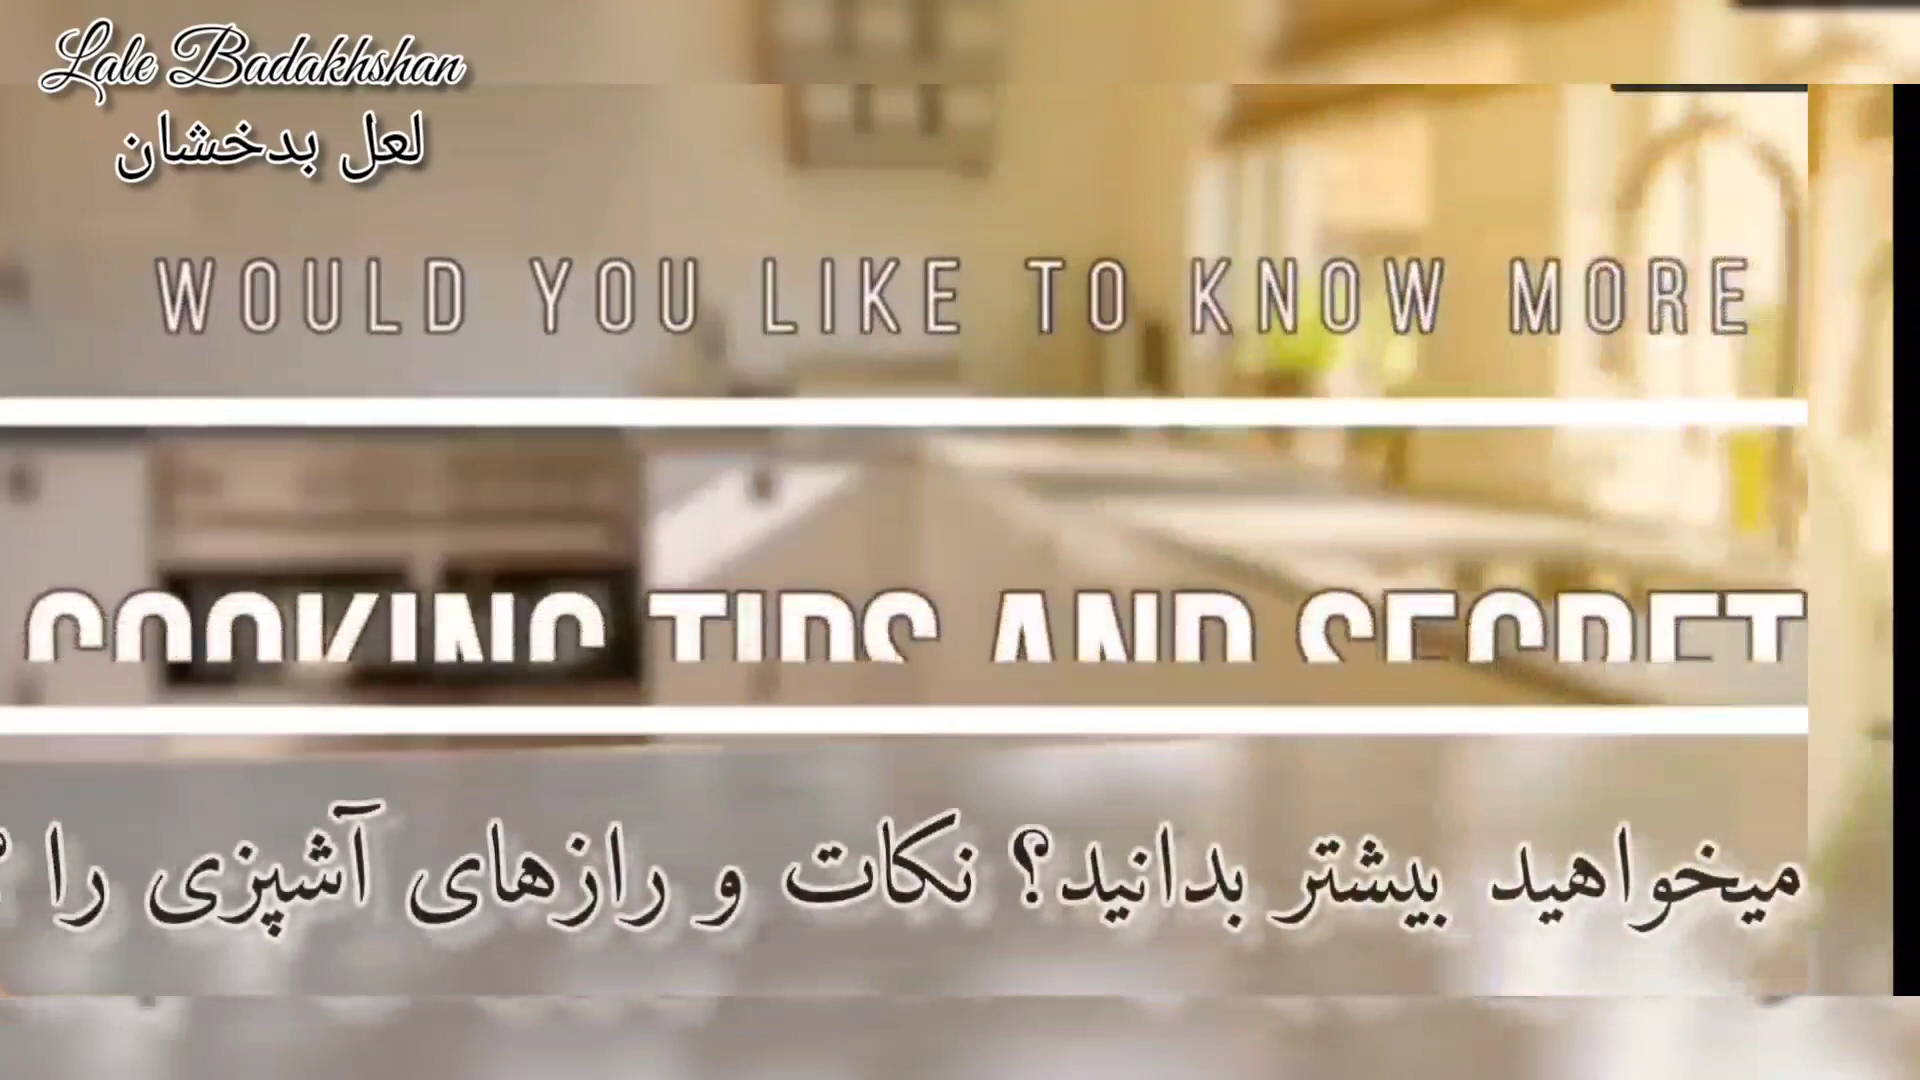 Lale Badakhshan
لعل بدخشان
WOULD YOU LIKE TO KNOW MORE
COOKING TIPS AND SECRET
میخواهید بیشتر بدانید؟ نکات و رازهای آشپزی را ؟